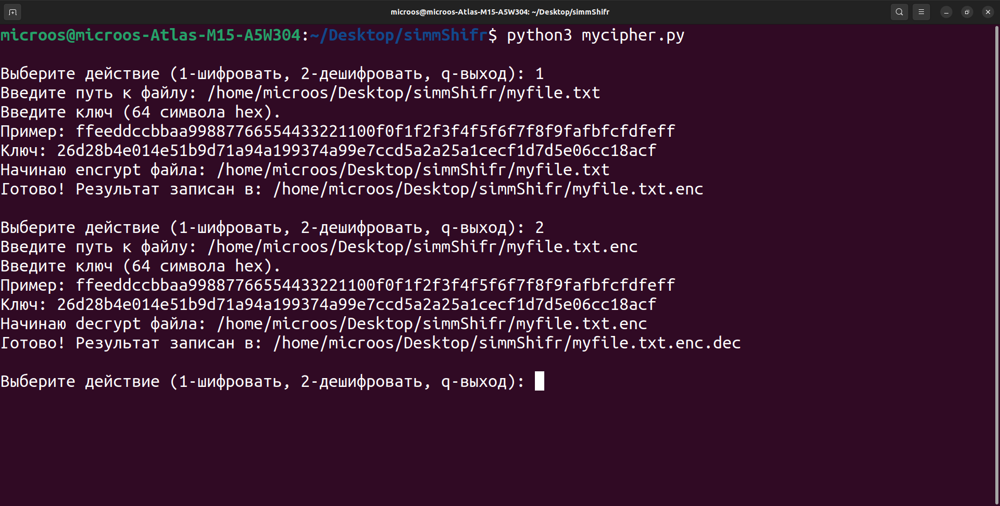 microos@microos-Atlas-M15-A5W304: ~/Desktop/simmShifr
microos@microos-Atlas-M15-A5W304:~/Desktop/simmShifr$ python3 mycipher.py
Выберите действие (1-шифровать, 2-дешифровать, q-выход): 1
Введите путь к файлу: /home/microos/Desktop/simmShifr/myfile.txt
Введите ключ (64 символа hex).
Пример: ffeeddccbbaa99887766554433221100f0f1f2f3f4f5f6f7f8f9fafbfcfdfeff
Ключ: 26d28b4e014e51b9d71a94a199374a99e7ccd5a2a25a1cecf1d7d5e06cc18acf
Начинаю encrypt файла: /home/microos/Desktop/simmShifr/myfile.txt
Готово! Результат записан в: /home/microos/Desktop/simmShifr/myfile.txt.enc
Выберите действие (1-шифровать, 2-дешифровать, q-выход): 2
Введите путь к файлу: /home/microos/Desktop/simmShifr/myfile.txt.enc
Введите ключ (64 символа hex).
Пример: ffeeddccbbaa99887766554433221100f0f1f2f3f4f5f6f7f8f9fafbfcfdfeff
Ключ: 26d28b4e014e51b9d71a94a199374a99e7ccd5a2a25a1cecf1d7d5e06cc18acf
Начинаю decrypt файла: /home/microos/Desktop/simmShifr/myfile.txt.enc
Готово! Результат записан в: /home/microos/Desktop/simmShifr/myfile.txt.enc.dec
Выберите действие (1-шифровать, 2-дешифровать, q-выход):